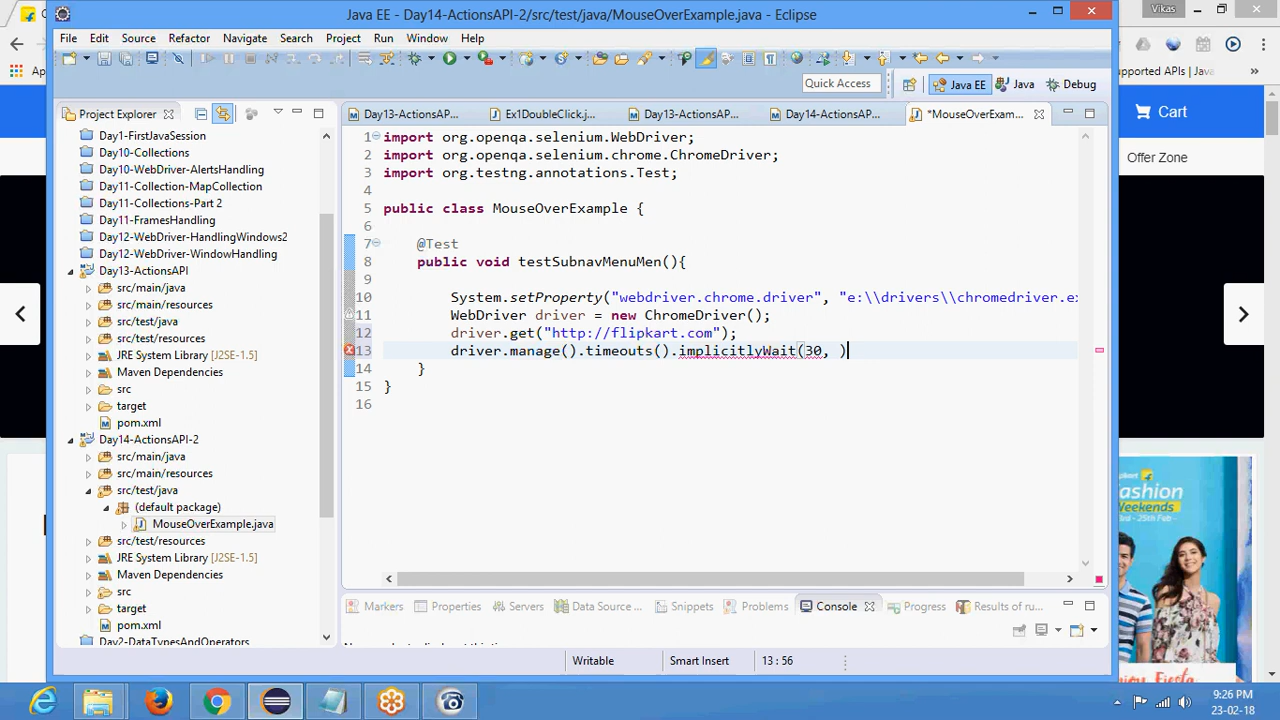 Java EE - Day14-ActionsAPI-2/src/test/java/MouseOverExample.java - Eclipse
Vikas
File Edit Source Refactor Navigate Search Project Run Window Help
Ap
Quick Access
Java EE
Java
Debug
upported APIs | Java
Project Explorer
Day13-ActionsAP...
Ex1DoubleClick.j...
Day13-ActionsAP...
Day14-ActionsAP...
*MouseOverExam...
Cart
Offer Zone
Day1-FirstJavaSession
Day10-Collections
Day10-WebDriver-AlertsHandling
Day11-Collection-MapCollection
Day11-Collections-Part 2
Day11-FramesHandling
Day12-WebDriver-HandlingWindows2
Day12-WebDriver-WindowHandling
Day13-ActionsAPI
src/main/java
src/main/resources
src/test/java
src/test/resources
JRE System Library [J2SE-1.5]
Maven Dependencies
src
target
pom.xml
Day14-ActionsAPI-2
src/main/java
src/main/resources
src/test/java
(default package)
MouseOverExample.java
src/test/resources
JRE System Library [J2SE-1.5]
Maven Dependencies
src
target
pom.xml
Day2-DataTypesAndOperators
1 import org.openqa.selenium.WebDriver;
2 import org.openqa.selenium.chrome.ChromeDriver;
3 import org.testng.annotations.Test;
4
5 public class MouseOverExample {
6
7 @Test
8 public void testSubnavMenuMen(){
9
10 System.setProperty("webdriver.chrome.driver", "e:\\drivers\\chromedriver.ex
11 WebDriver driver = new ChromeDriver();
12 driver.get("http://flipkart.com");
13 driver.manage().timeouts().implicitlyWait(30, )
14 }
15 }
16
Markers
Properties
Servers
Data Source ...
Snippets
Problems
Console
Progress
Results of ru...
Writable
Smart Insert
13 : 56
lipkart
ashion
Weekends
3rd - 25th Feb
joy Fiesta
9:26 PM
23-02-18